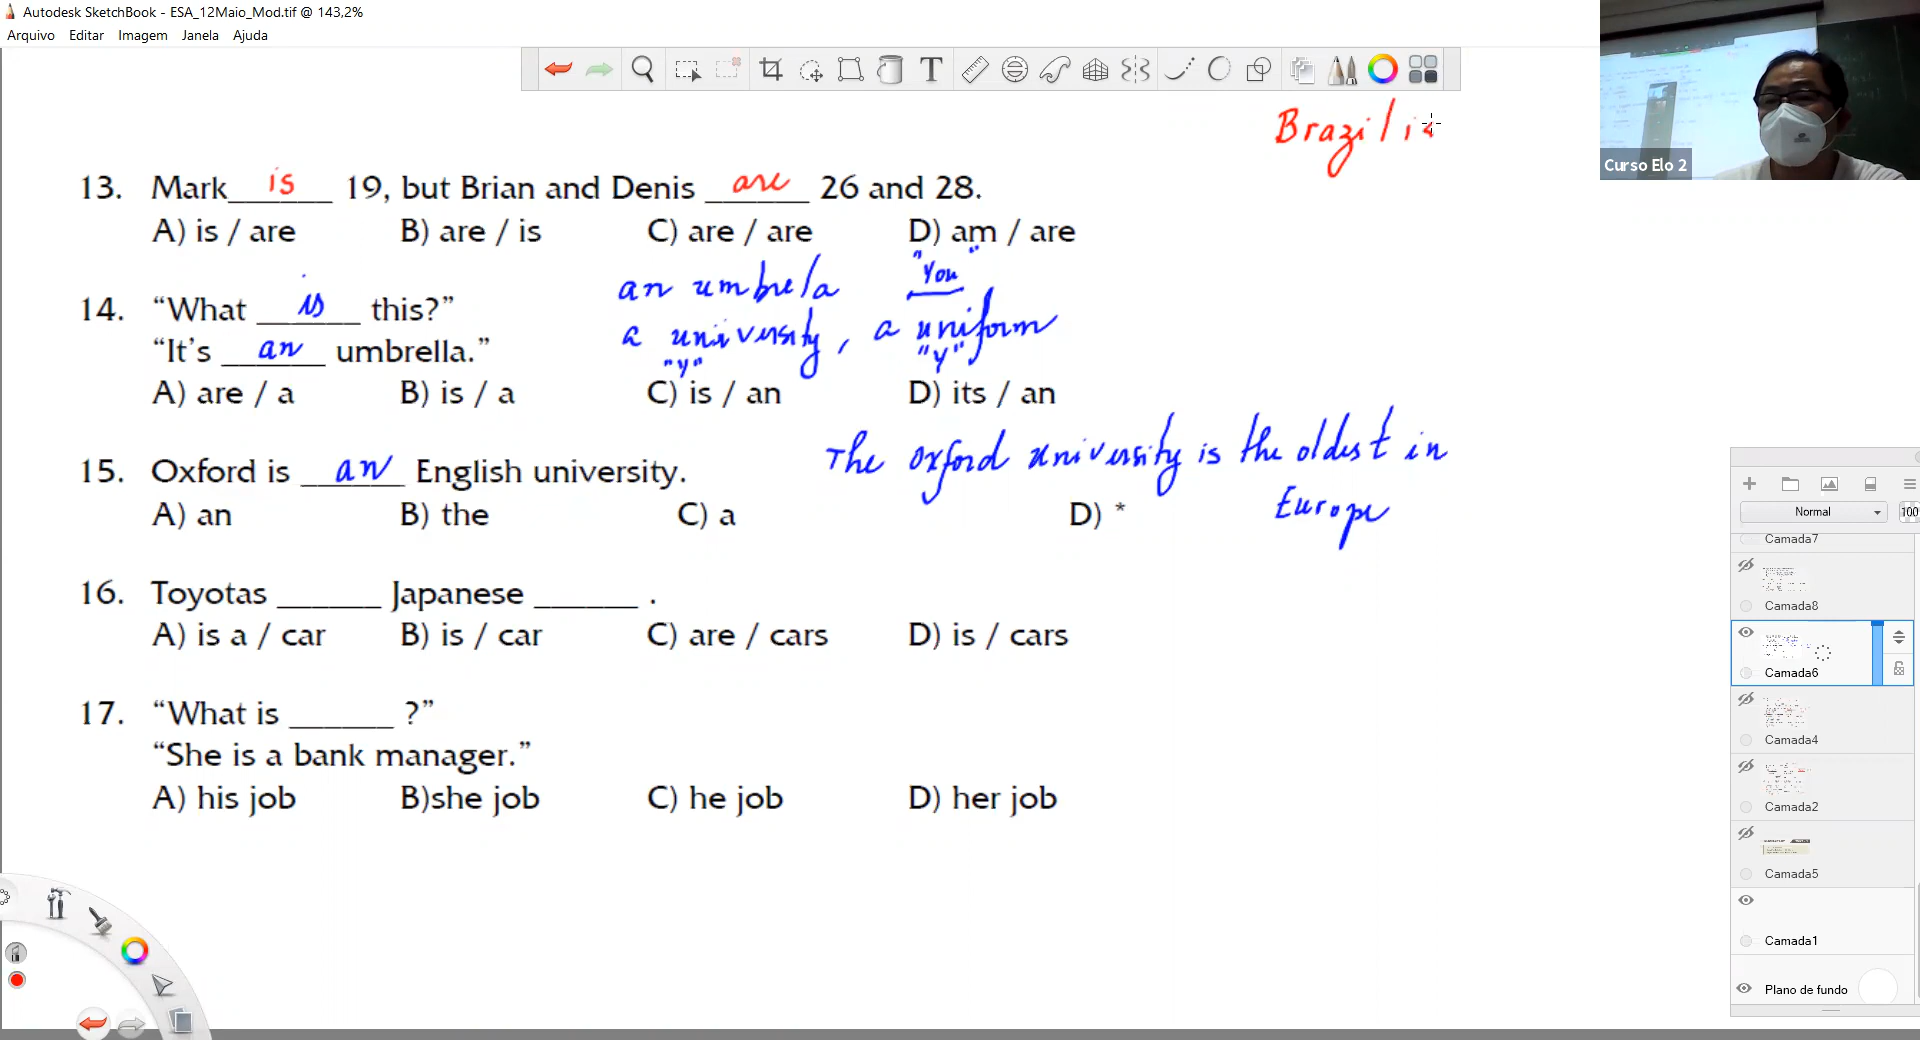 Autodesk SketchBook - ESA_12Maio_Mod.tif @ 143,2%
Arquivo Editar Imagem Janela Ajuda
Curso Elo 2
Brazilia
13. Mark is 19, but Brian and Denis are 26 and 28.
A) is / are B) are / is C) are / are D) am / are
an umbrela "You"
14. “What is this?”
a university, a uniform
"y" "y"
“It’s an umbrella.”
A) are / a B) is / a C) is / an D) its / an
The Oxford university is the oldest in
Europe
15. Oxford is an English university.
A) an B) the C) a D) *
16. Toyotas ______ Japanese ______ .
A) is a / car B) is / car C) are / cars D) is / cars
17. “What is ______ ?”
“She is a bank manager.”
A) his job B)she job C) he job D) her job
Normal 100
Camada7
Camada8
Camada6
Camada4
Camada2
Camada5
Camada1
Plano de fundo